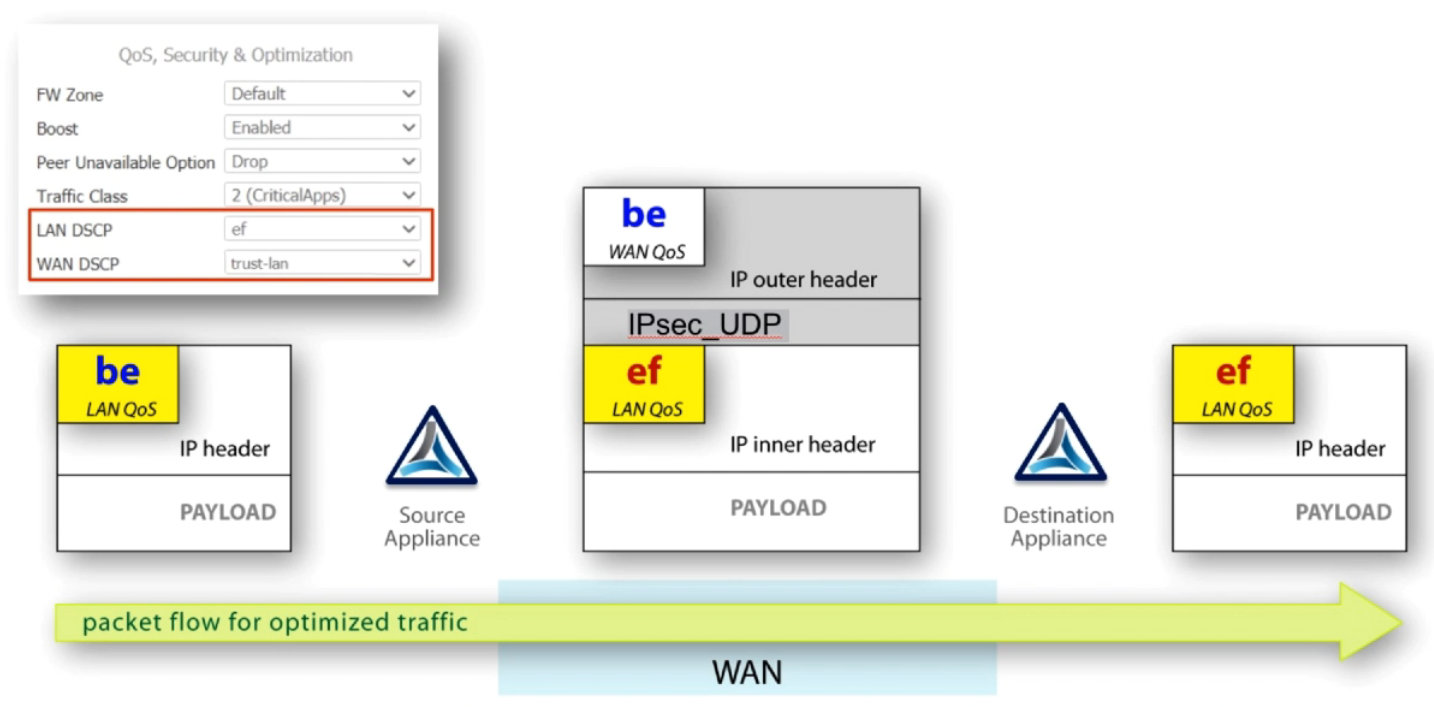 QoS, Security & Optimization
FW Zone Default
Boost Enabled
Peer Unavailable Option Drop
Traffic Class 2 (CriticalApps)
LAN DSCP ef
WAN DSCP trust-lan
be
WAN QoS
IP outer header
IPsec_UDP
be
LAN QoS
IP header
PAYLOAD
Source
Appliance
ef
LAN QoS
IP inner header
PAYLOAD
Destination
Appliance
ef
LAN QoS
IP header
PAYLOAD
packet flow for optimized traffic
WAN